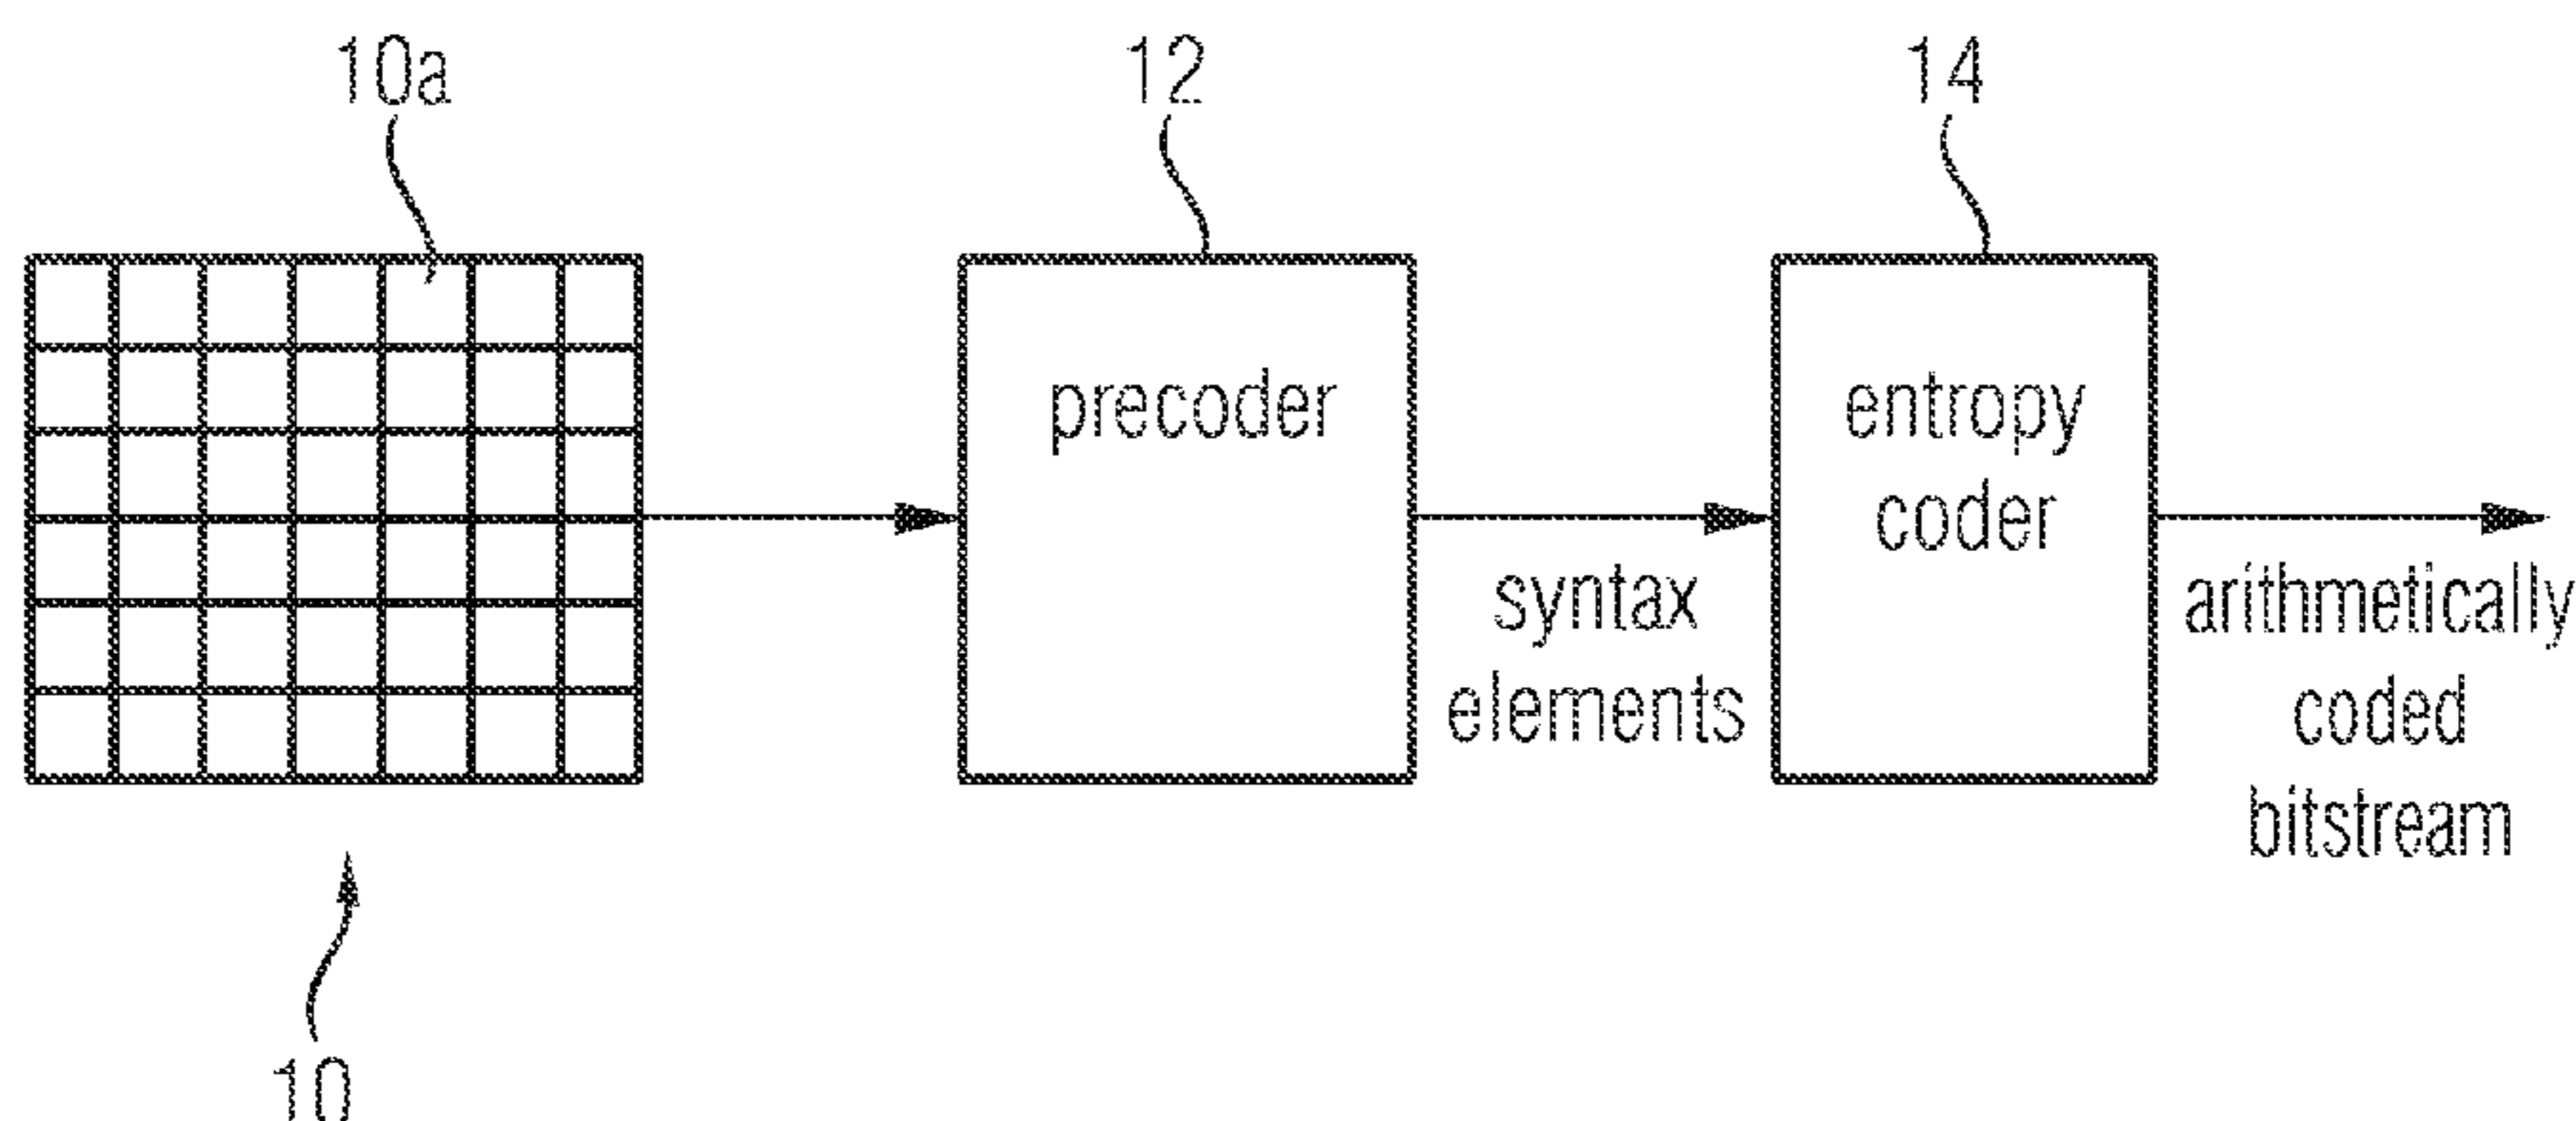 10a
12
14
precoder
entropy
coder
syntax
elements
arithmetically
coded
bitstream
10